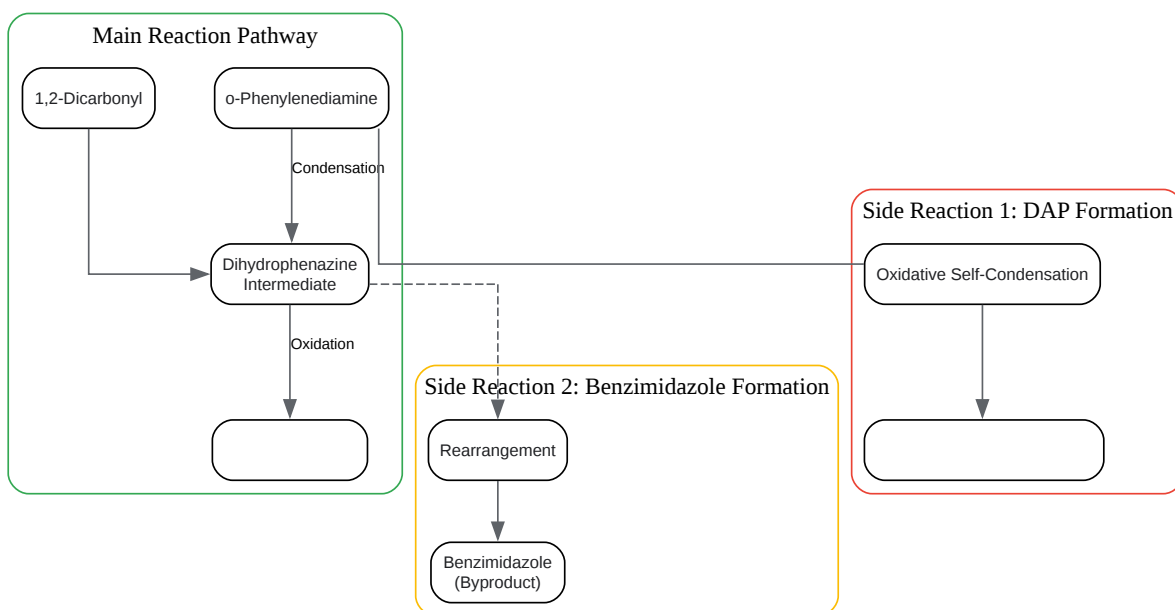 Main Reaction Pathway
1,2-Dicarbonyl
o-Phenylenediamine
Condensation
Dihydrophenazine
Intermediate
Oxidation
Side Reaction 1: DAP Formation
Oxidative Self-Condensation
Side Reaction 2: Benzimidazole Formation
Rearrangement
Benzimidazole
(Byproduct)